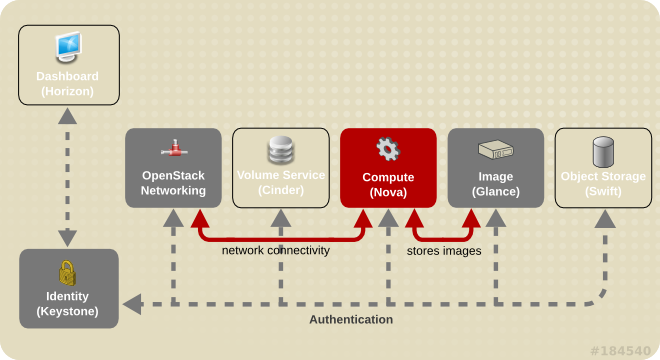 Dashboard
(Horizon)
OpenStack
Networking
Volume Service
(Cinder)
Compute
(Nova)
Image
(Glance)
Object Storage
(Swift)
network connectivity
stores images
Identity
(Keystone)
Authentication
#184540